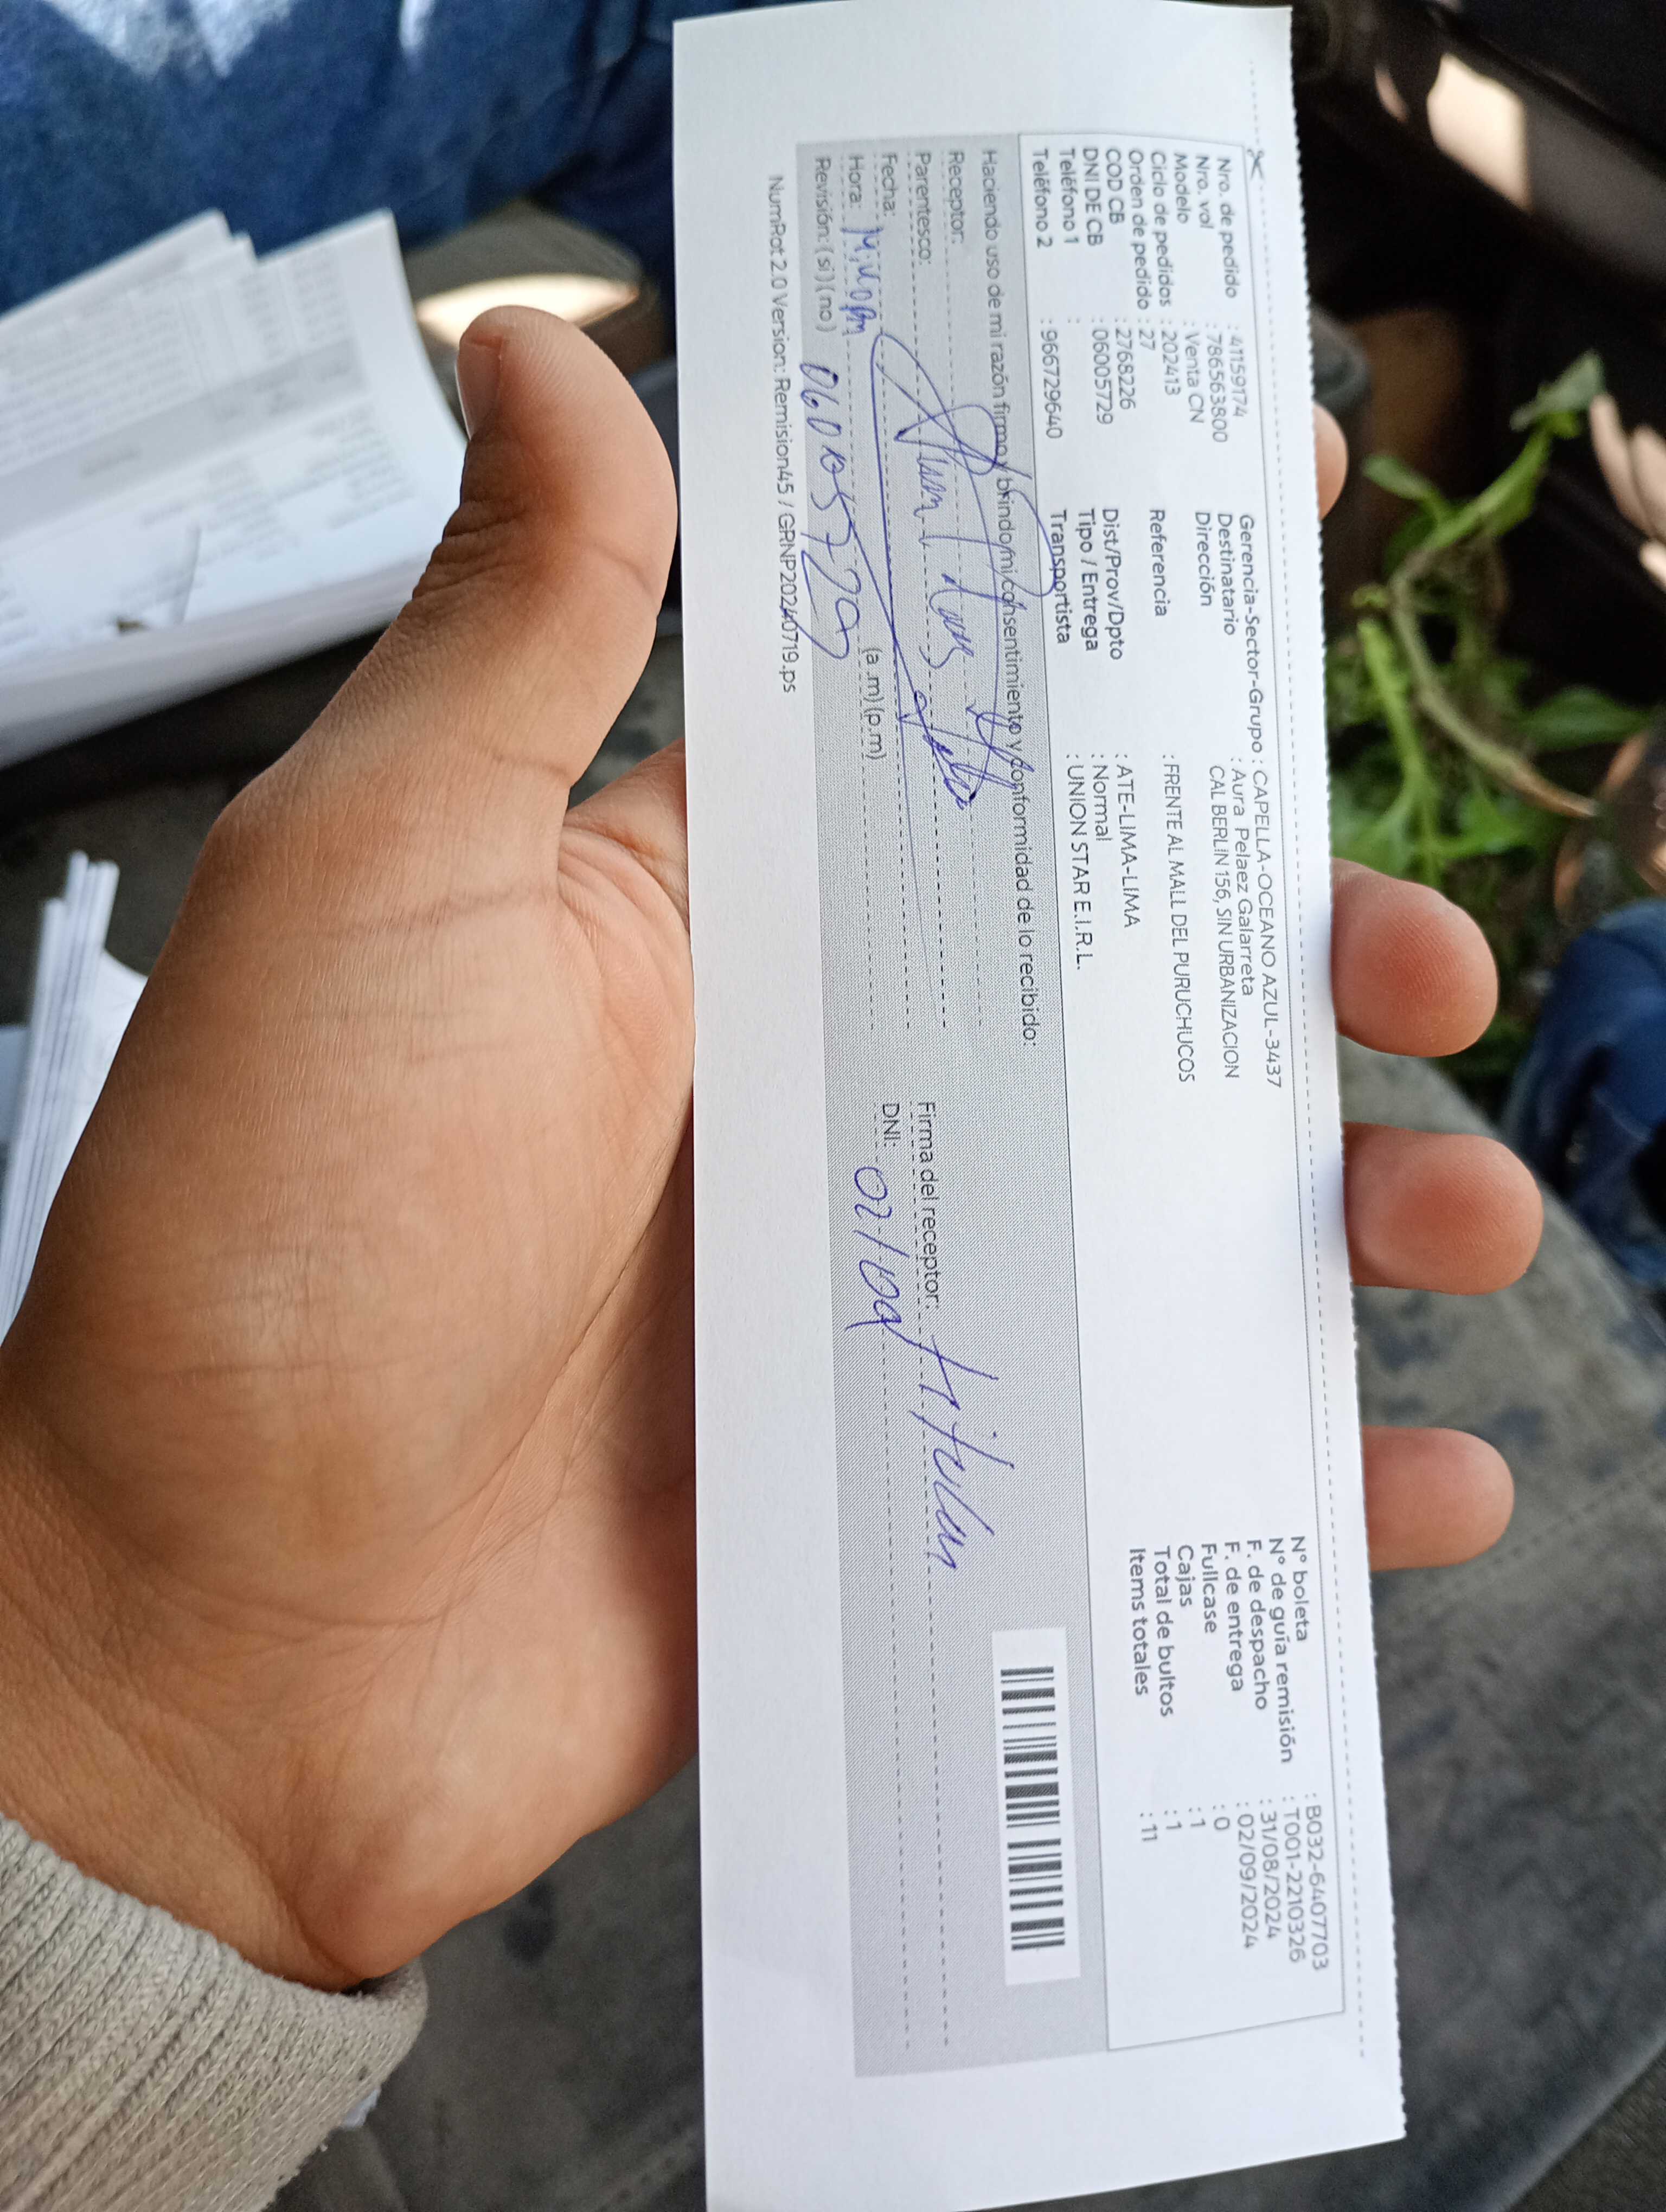 Nro. de pedido : 41159174
Nro. vol : 786563800
Modelo : Venta CN
Ciclo de pedidos : 202413
Orden de pedido : 27
COD CB : 2768226
DNI DE CB : 06005729
Teléfono 1 :
Teléfono 2 : 966729640
Gerencia-Sector-Grupo : CAPELLA-OCEANO AZUL-3437
Destinatario : Aura Pelaez Galarreta
Dirección CAL BERLIN 156, SIN URBANIZACION
Referencia : FRENTE AL MALL DEL PURUCHUCOS
Dist/Prov/Dpto : ATE-LIMA-LIMA
Tipo / Entrega : Normal
Transportista : UNION STAR E.I.R.L.
N° boleta : B032-6407703
N° de guía remisión : T001-2210326
F. de despacho : 31/08/2024
F. de entrega : 02/09/2024
Fullcase : 0
Cajas : 1
Total de bultos : 1
Items totales : 11
Haciendo uso de mi razón firmo y brindo mi consentimiento y conformidad de lo recibido:
Receptor:
Parentesco:
Firma del receptor:
Fecha:
DNI: 02/09
Hora: (a.m) (p.m)
Revisión: (si) (no) 06005729
NumRot 2.0 Version: Remision45 / GRNP20240719.ps